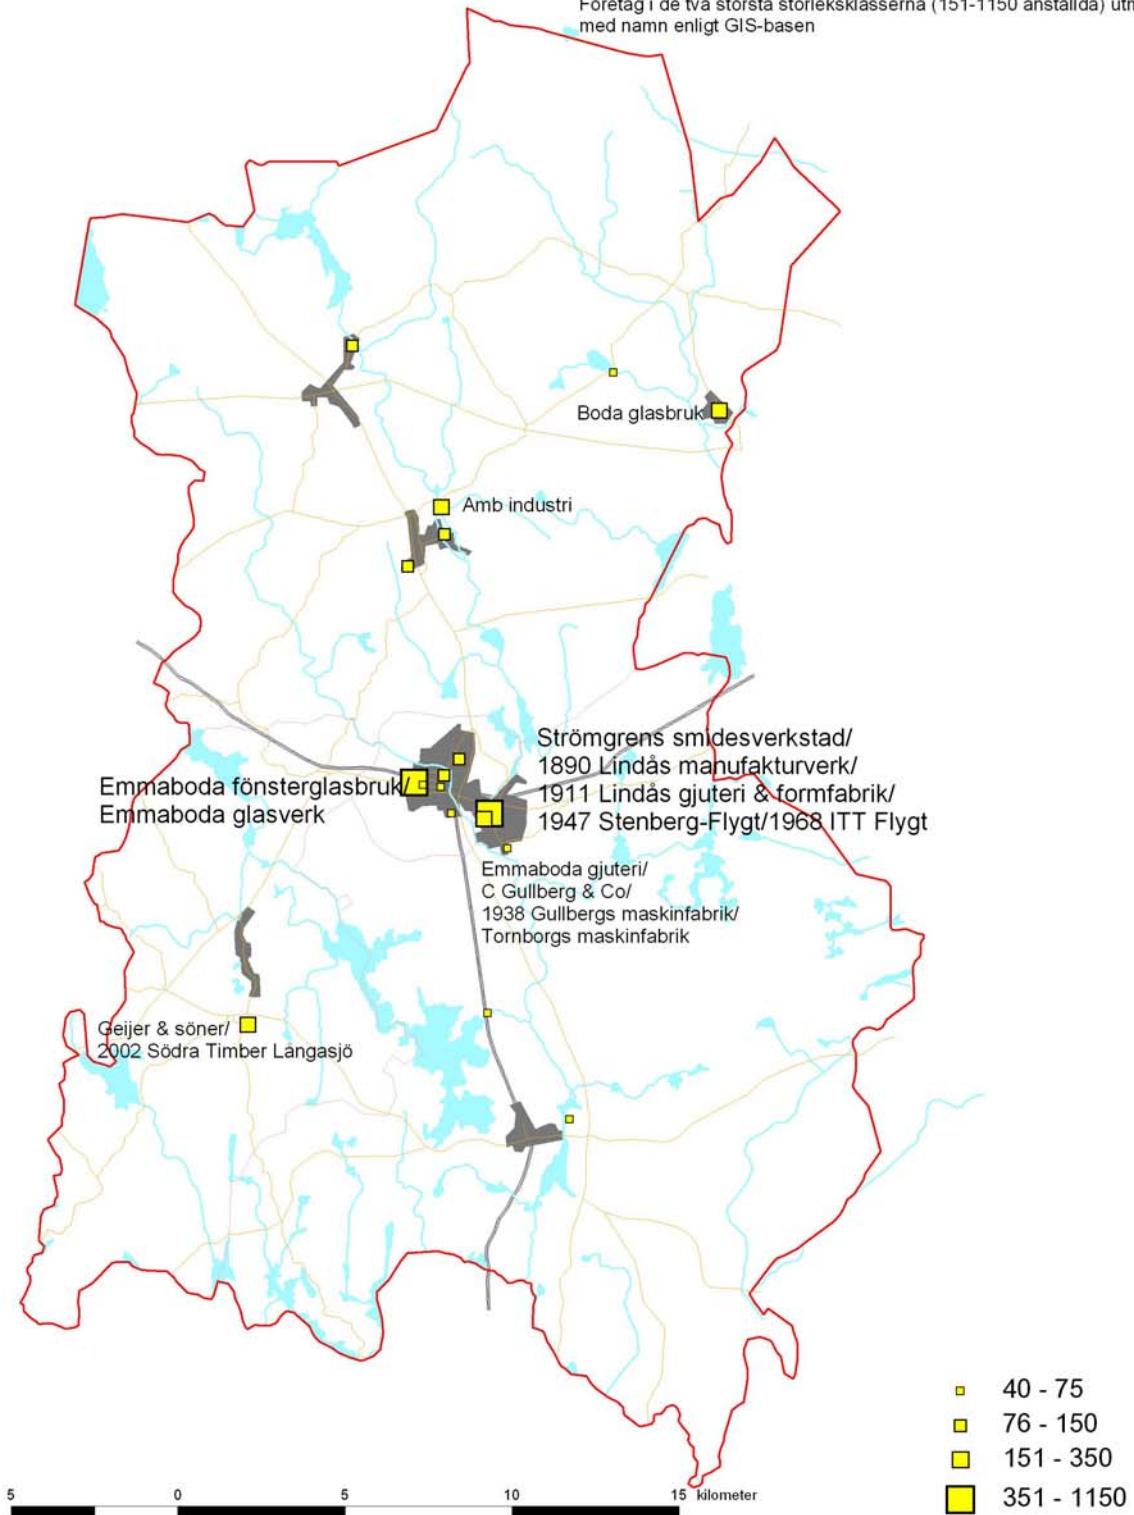 Företag i de två största storleksklasserna (151-1150 anställda)
med namn enligt GIS-basen
Boda glasbruk
Amb industri
Strömgrens smidesverkstad/
1890 Lindås manufakturverk/
1911 Lindås gjuteri & formfabrik/
1947 Stenberg-Flygt/1968 ITT Flygt
Emmaboda fönsterglasbruk/
Emmaboda glasverk
Emmaboda gjuteri/
C Gullberg & Co/
1938 Gullbergs maskinfabrik/
Tornborgs maskinfabrik
Geijer & söner/
2002 Södra Timber Långasjö
40 - 75
76 - 150
151 - 350
351 - 1150
5 0 5 10 15 kilometer